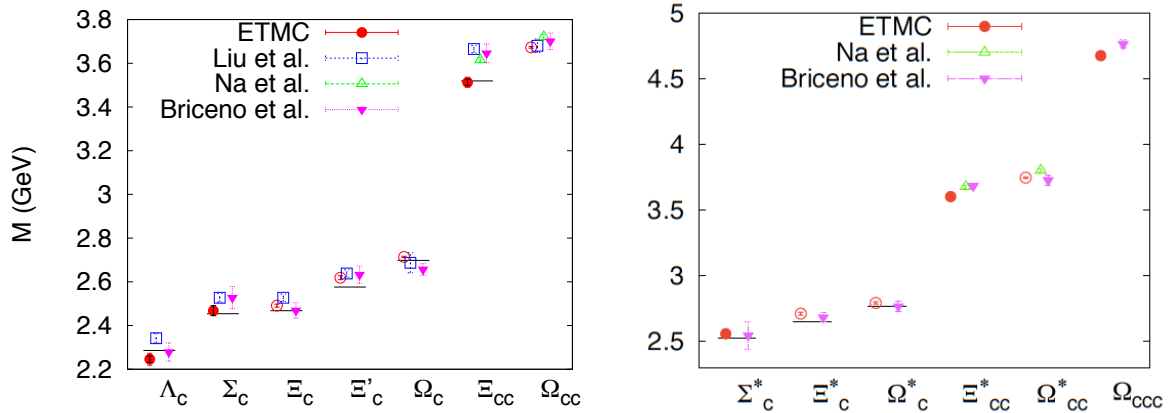 M (GeV)
3.8
3.6
3.4
3.2
3
2.8
2.6
2.4
2.2
ETMC
Liu et al.
Na et al.
Briceno et al.
Λc Σc Ξc Ξ'c Ωc Ξcc Ωcc
5
4.5
4
3.5
3
2.5
ETMC
Na et al.
Briceno et al.
Σ*c Ξ*c Ω*c Ξ*cc Ω*cc Ωccc